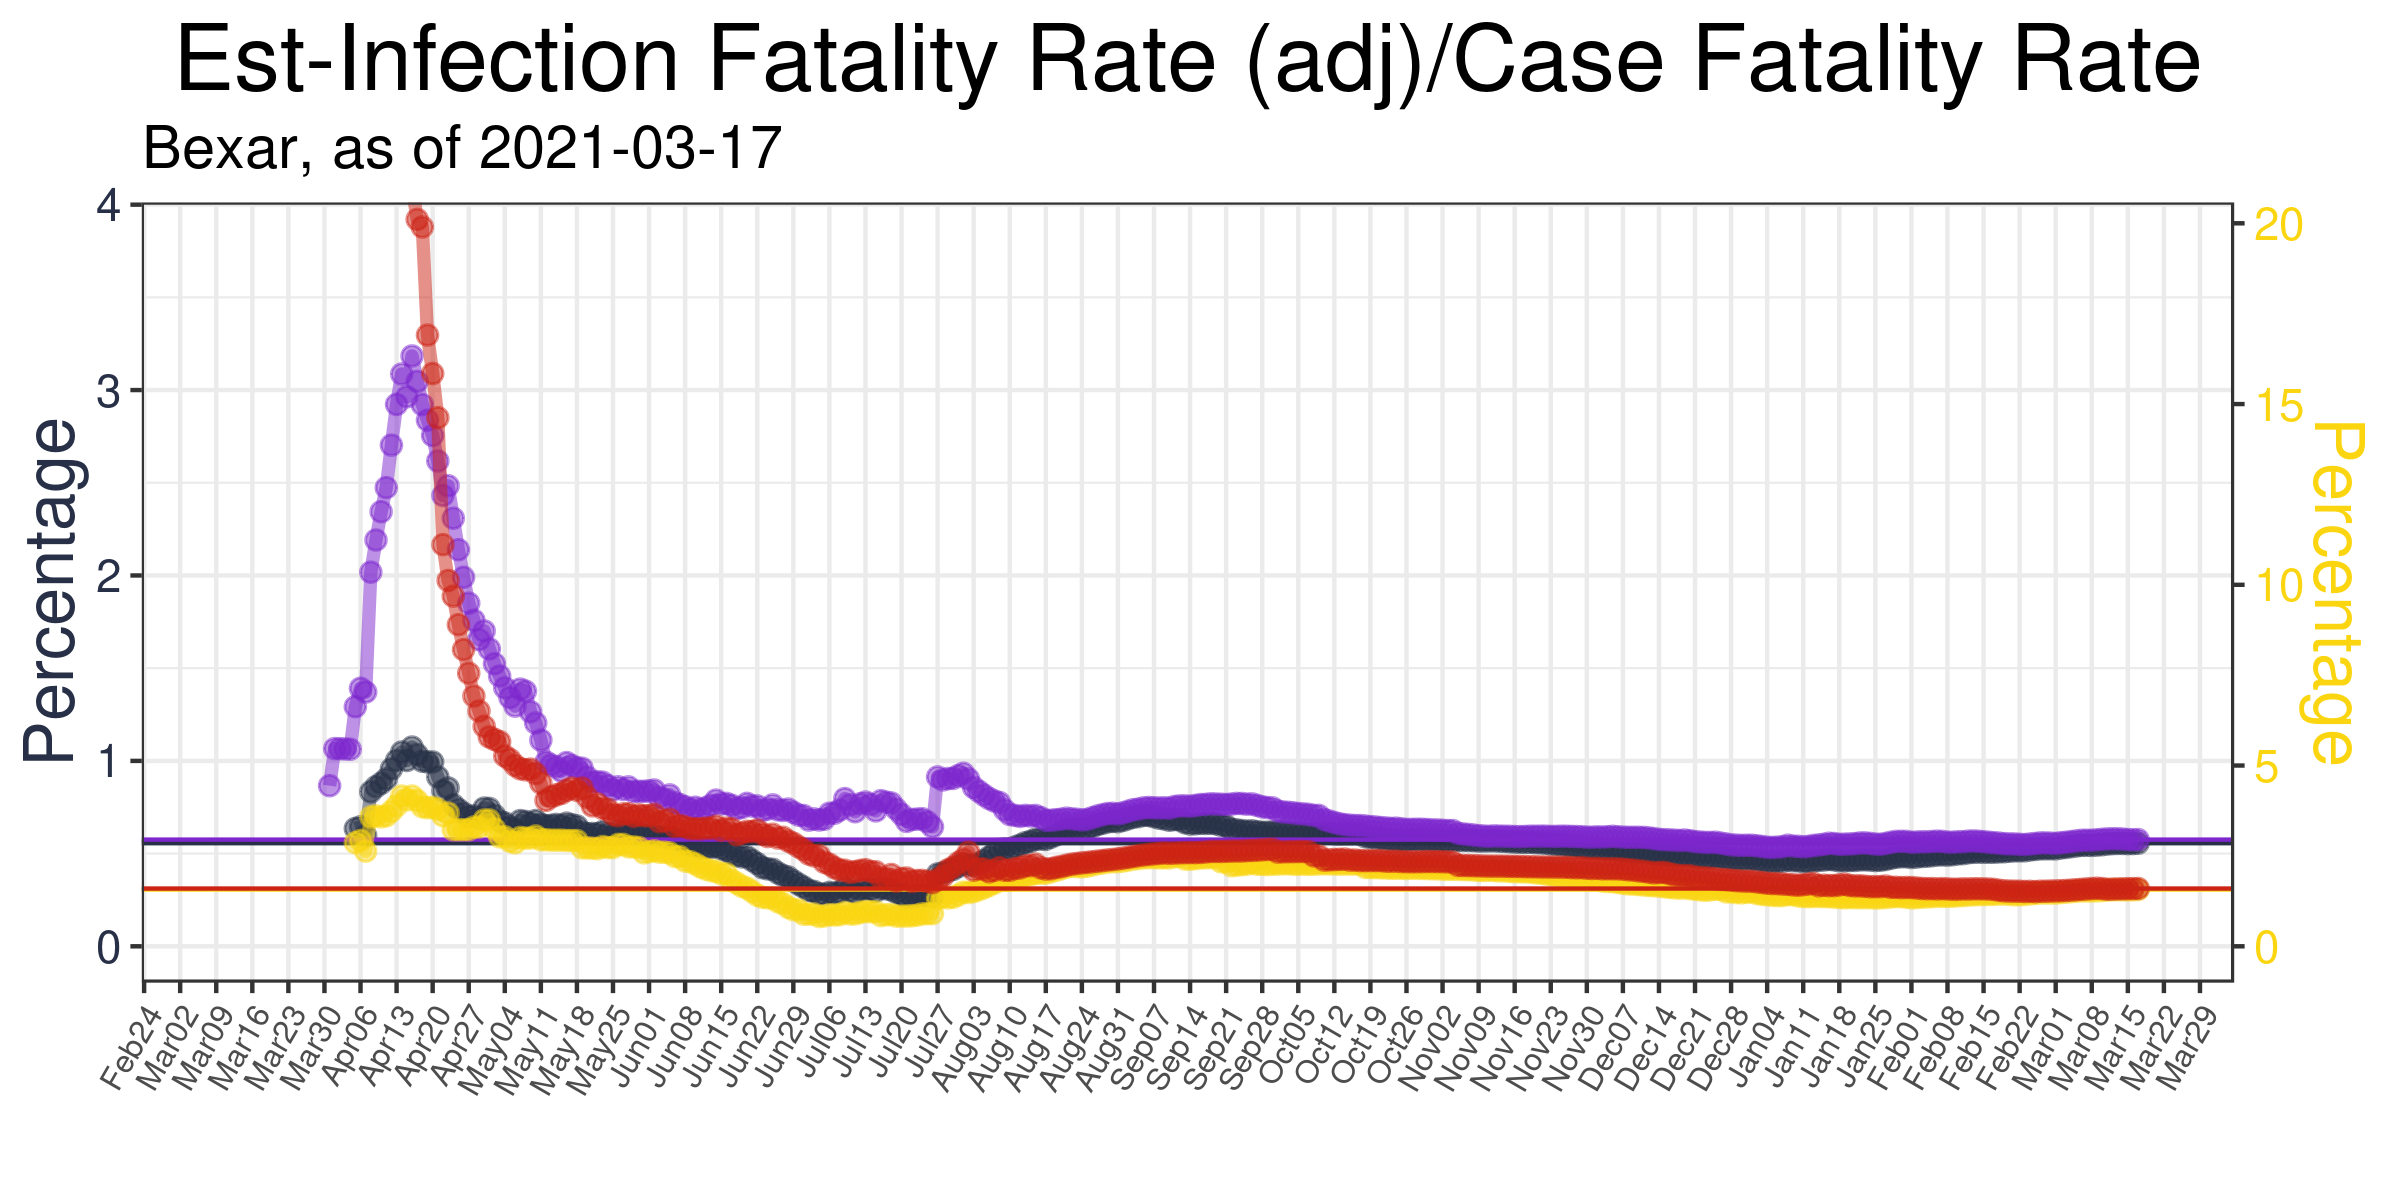 Est-Infection Fatality Rate (adj)/Case Fatality Rate
Bexar, as of 2021-03-17
Percentage
4
3
2
1
0
20
15
10
5
0
Percentage
Feb24
Mar02
Mar09
Mar16
Mar23
Mar30
Apr06
Apr13
Apr20
Apr27
May04
May11
May18
May25
Jun01
Jun08
Jun15
Jun22
Jun29
Jul06
Jul13
Jul20
Jul27
Aug03
Aug10
Aug17
Aug24
Aug31
Sep07
Sep14
Sep21
Sep28
Oct05
Oct12
Oct19
Oct26
Nov02
Nov09
Nov16
Nov23
Nov30
Dec07
Dec14
Dec21
Dec28
Jan04
Jan11
Jan18
Jan25
Feb01
Feb08
Feb15
Feb22
Mar01
Mar08
Mar15
Mar22
Mar29